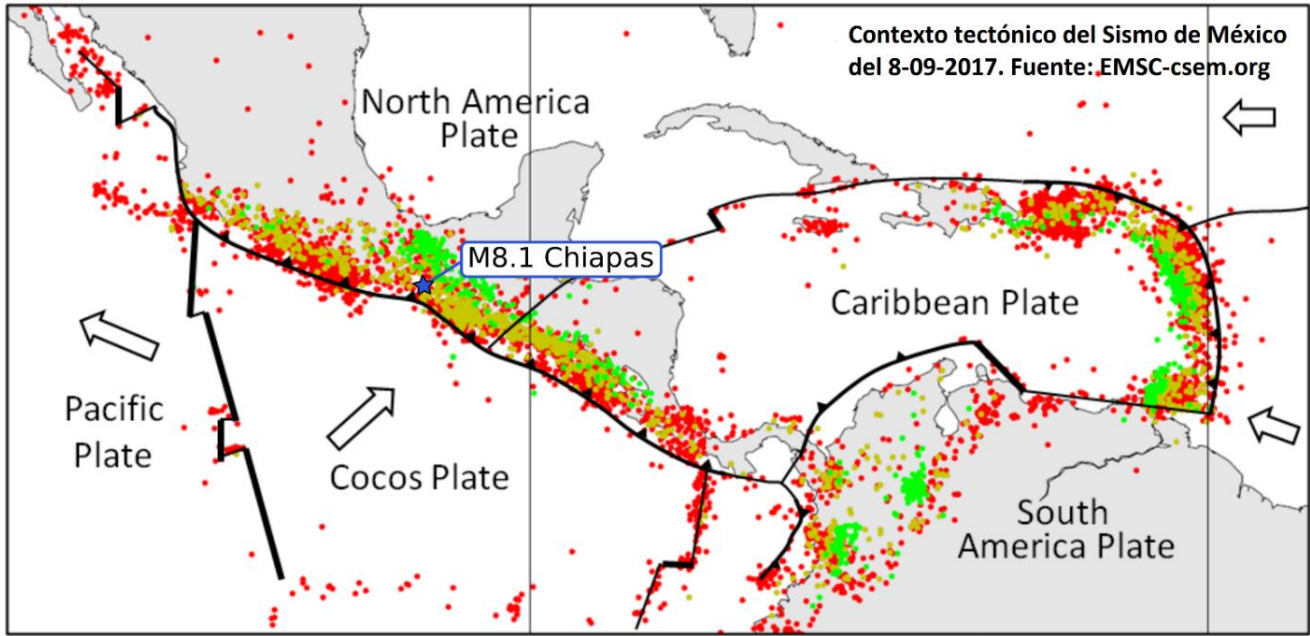 Contexto tectónico del Sismo de México
del 8-09-2017. Fuente: EMSC-csem.org
North America
Plate
M8.1 Chiapas
Caribbean Plate
Pacific
Plate
Cocos Plate
South
America Plate